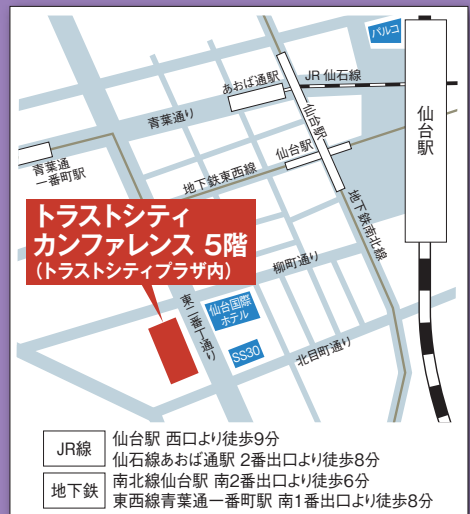 パルコ
JR 仙石線
あおば通駅
仙台駅
仙台駅
青葉通り
仙台駅
青葉通
一番町駅
地下鉄東西線
地下鉄南北線
トラストシティ
カンファレンス 5階
(トラストシティプラザ内)
柳町通り
東二番丁通り
仙台国際
ホテル
SS30
北目町通り
JR線
仙台駅 西口より徒歩9分
仙石線あおば通駅 2番出口より徒歩8分
地下鉄
南北線仙台駅 南2番出口より徒歩6分
東西線青葉通一番町駅 南1番出口より徒歩8分